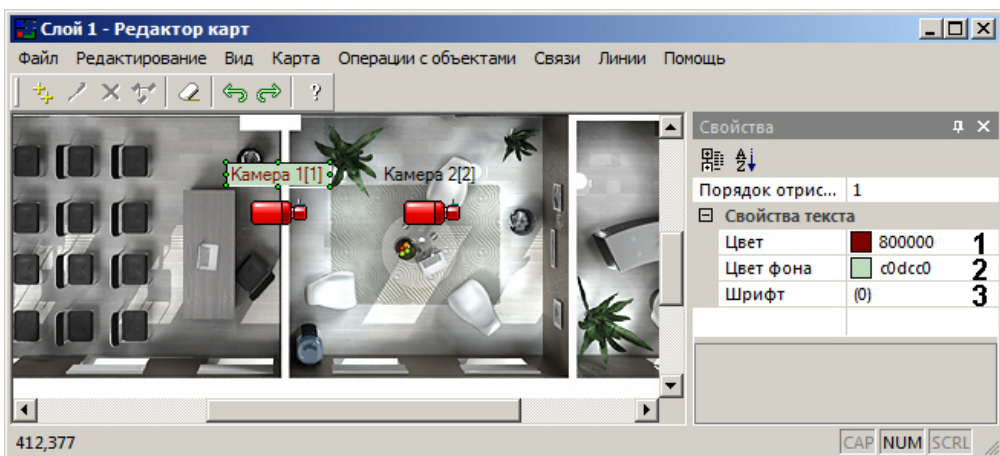 Слой 1 - Редактор карт
Файл Редактирование Вид Карта Операции с объектами Связи Линии Помощь
?
Свойства
Камера 1[1]
Камера 2[2]
Порядок отрис... 1
Свойства текста
Цвет 800000 1
Цвет фона c0dcc0 2
Шрифт (0) 3
412,377
CAP NUM SCRL